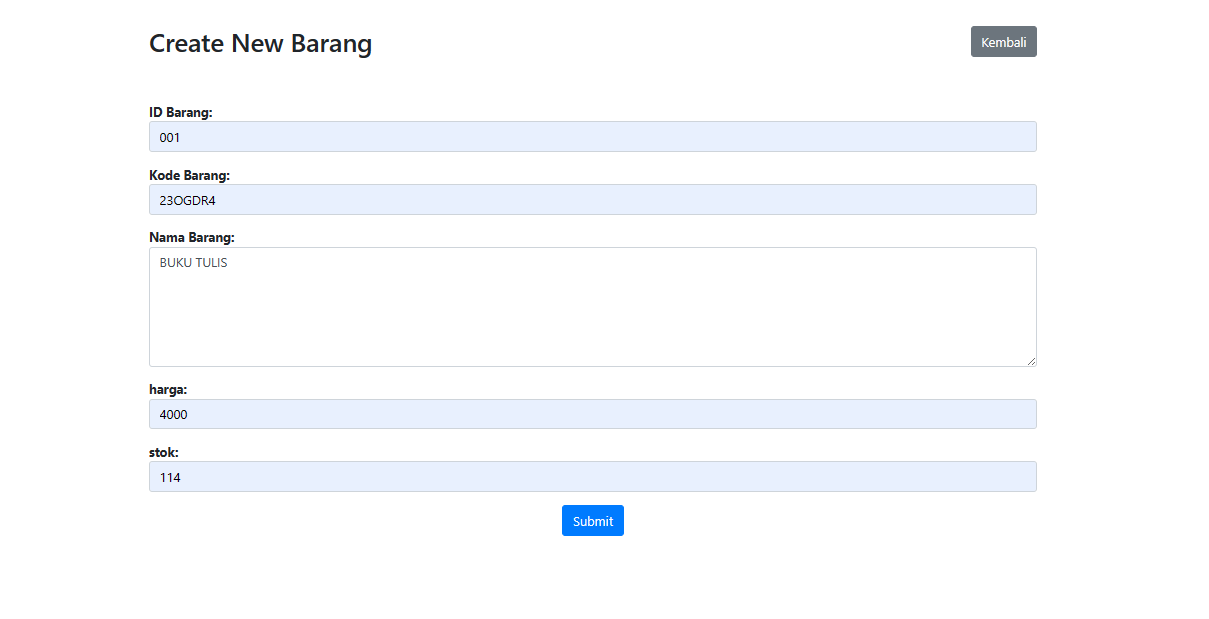 Create New Barang
Kembali
ID Barang:
001
Kode Barang:
23OGDR4
Nama Barang:
BUKU TULIS
harga:
4000
stok:
114
Submit